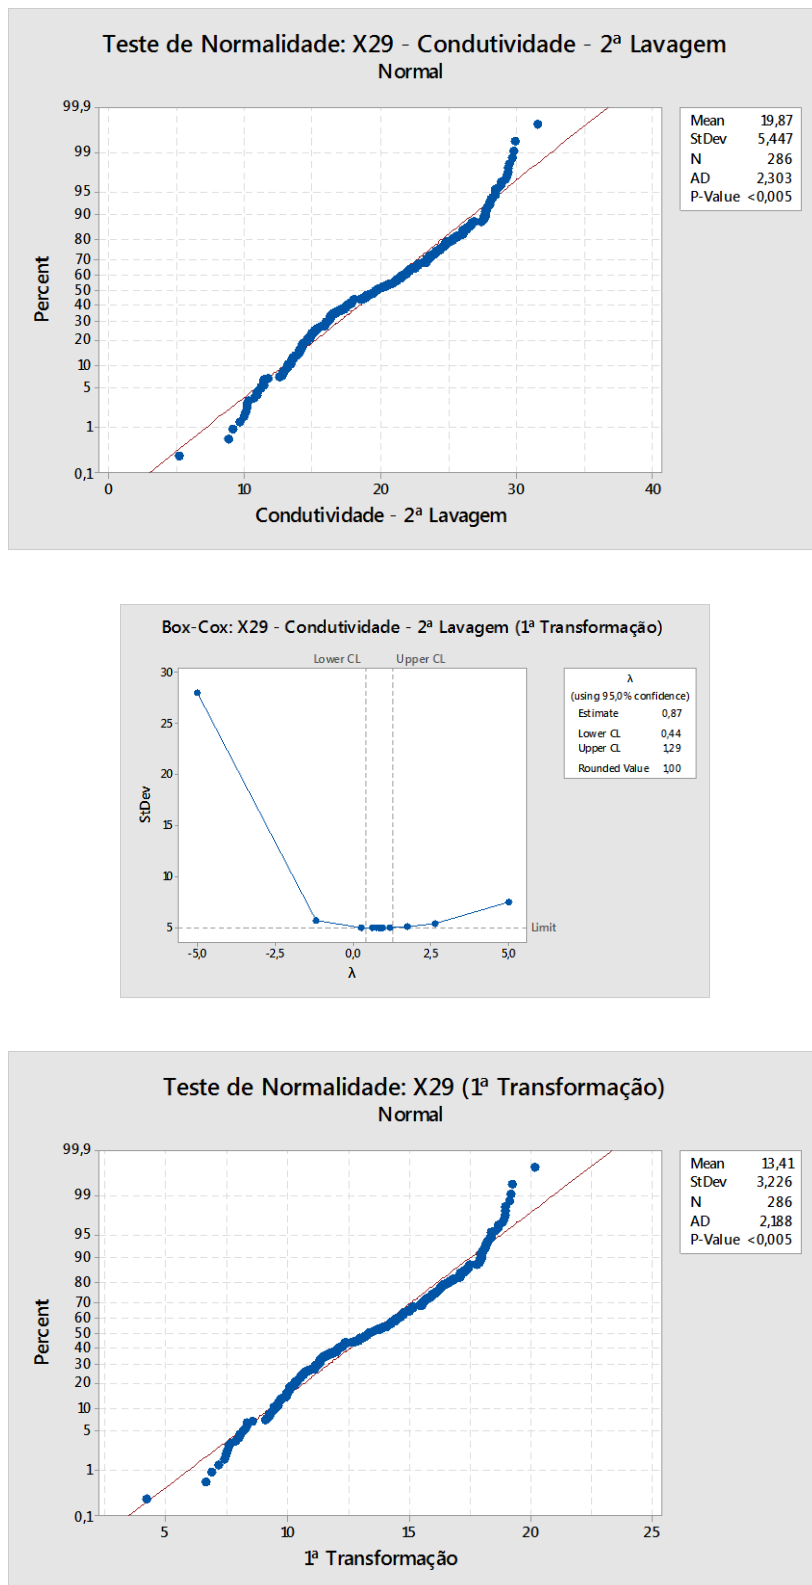 Teste de Normalidade: X29 - Condutividade - 2ª Lavagem
Normal
99,9
99
95
90
80
70
60
50
40
30
20
10
5
1
0,1
Percent
0
10
20
30
40
Condutividade - 2ª Lavagem
Mean 19,87
StDev 5,447
N 286
AD 2,303
P-Value <0,005
Box-Cox: X29 - Condutividade - 2ª Lavagem (1ª Transformação)
Lower CL
Upper CL
30
25
20
15
10
5
StDev
-5,0
-2,5
0,0
2,5
5,0
λ
Limit
λ
(using 95,0% confidence)
Estimate 0,87
Lower CL 0,44
Upper CL 1,29
Rounded Value 1,00
Teste de Normalidade: X29 (1ª Transformação)
Normal
99,9
99
95
90
80
70
60
50
40
30
20
10
5
1
0,1
Percent
5
10
15
20
25
1ª Transformação
Mean 13,41
StDev 3,226
N 286
AD 2,188
P-Value <0,005